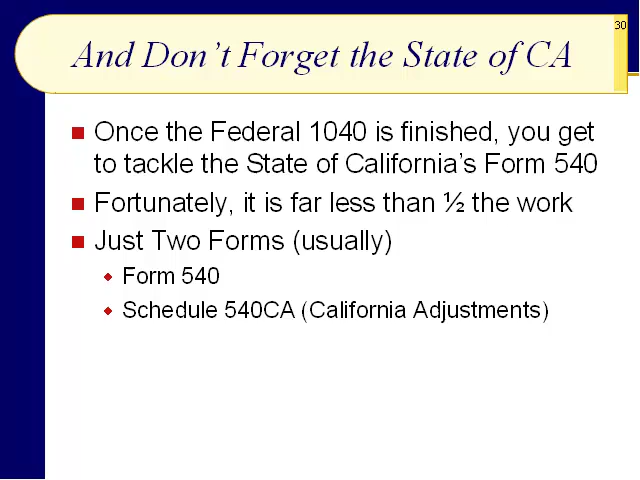 30
And Don’t Forget the State of CA
Once the Federal 1040 is finished, you get
to tackle the State of California’s Form 540
Fortunately, it is far less than ½ the work
Just Two Forms (usually)
Form 540
Schedule 540CA (California Adjustments)